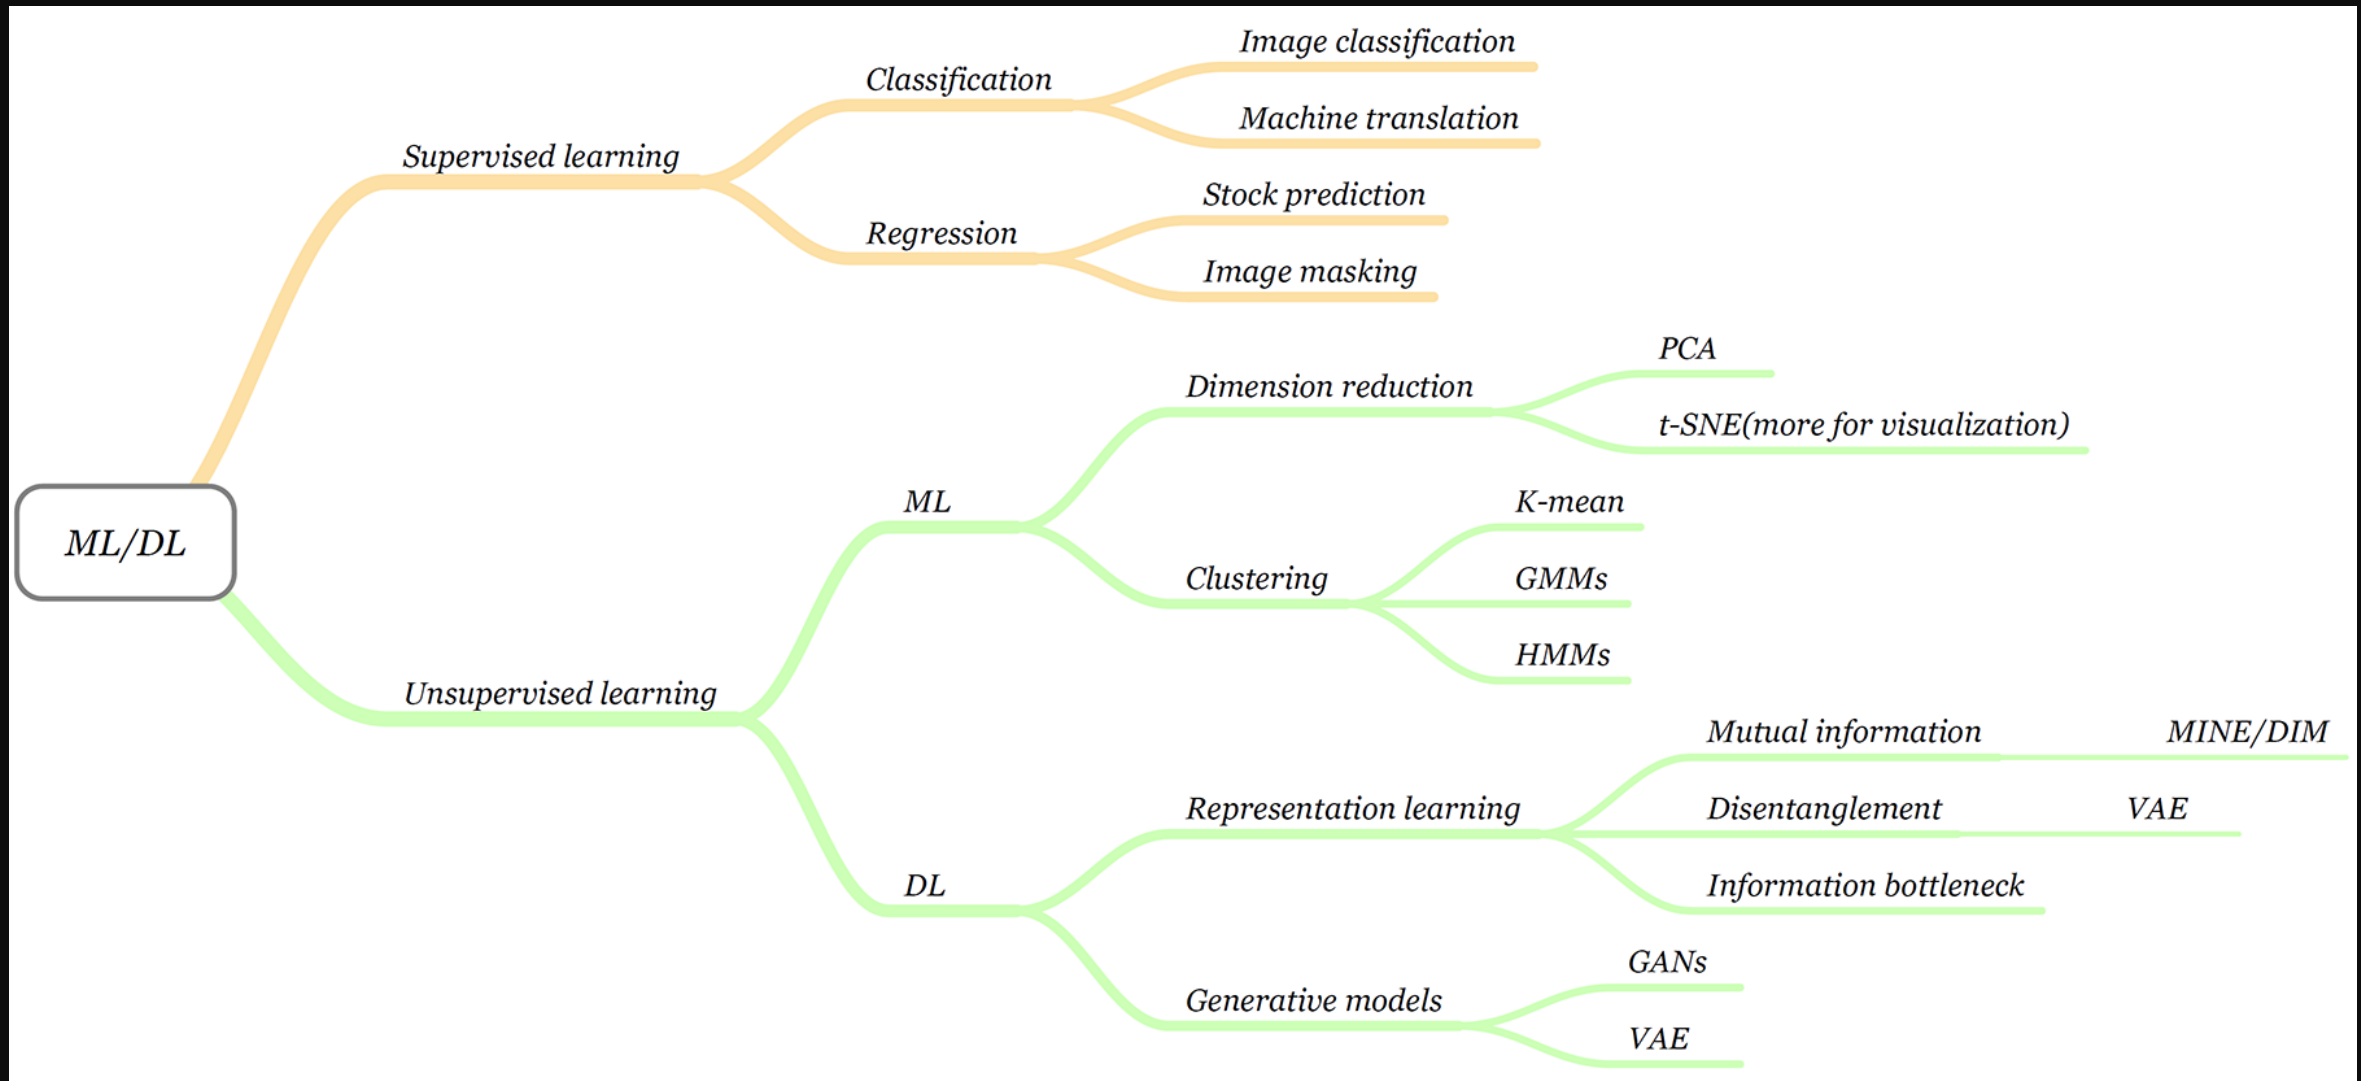 Image classification
Classification
Machine translation
Supervised learning
Stock prediction
Regression
Image masking
PCA
Dimension reduction
t-SNE(more for visualization)
ML
K-mean
ML/DL
Clustering
GMMs
HMMs
Unsupervised learning
Mutual information
MINE/DIM
Representation learning
Disentanglement
VAE
DL
Information bottleneck
GANs
Generative models
VAE